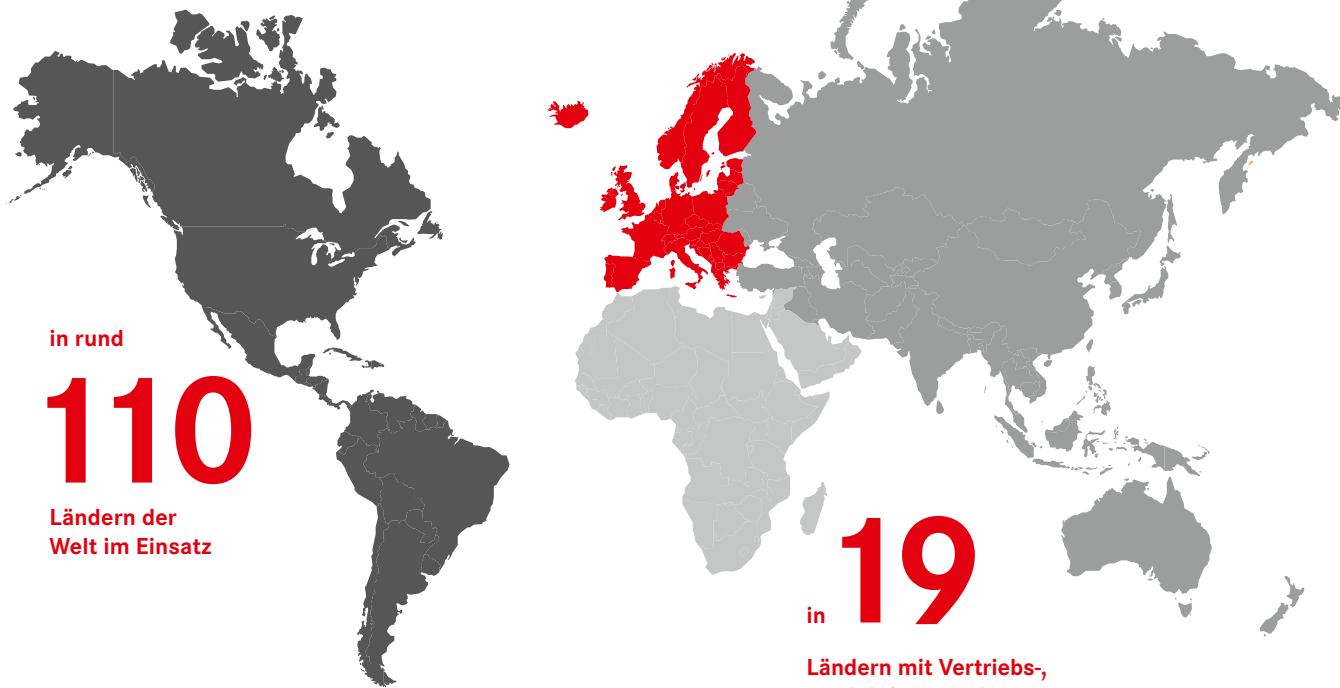 in rund
110
Ländern der
Welt im Einsatz
in 19
Ländern mit Vertriebs-,